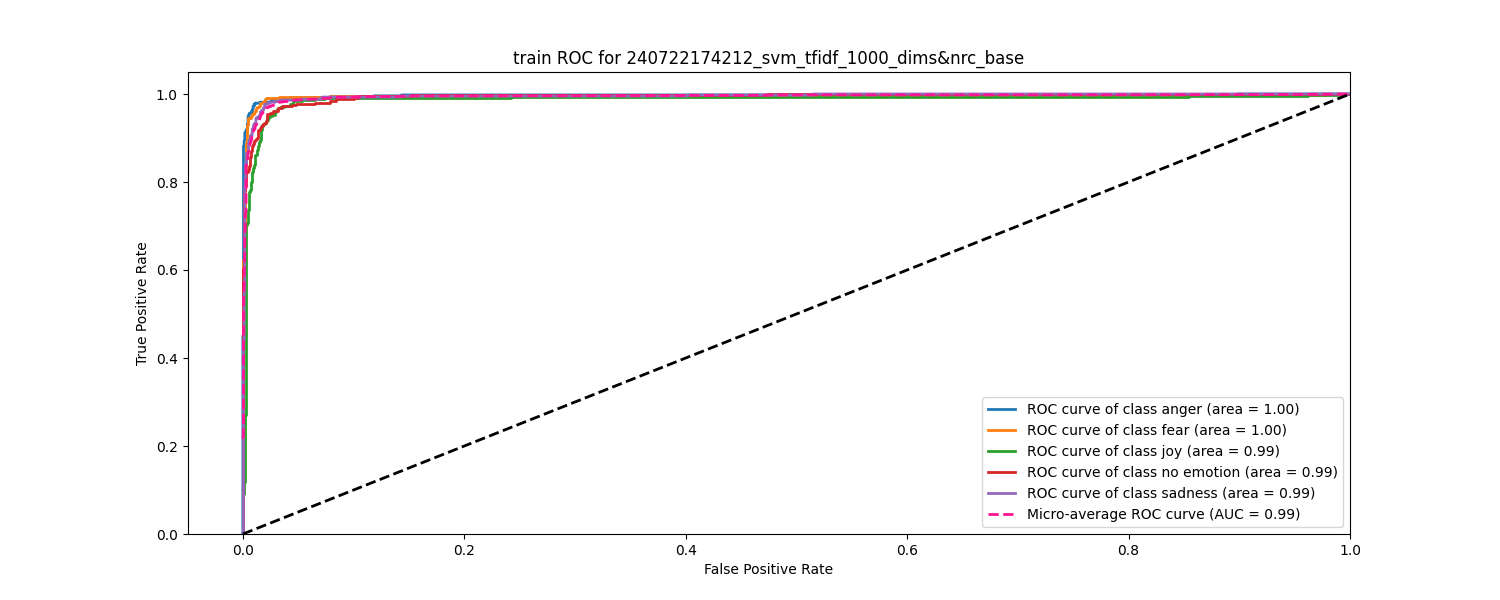 train ROC for 240722174212_svm_tfidf_1000_dims&nrc_base
1.0
0.8
0.6
0.4
0.2
0.0
True Positive Rate
0.0 0.2 0.4 0.6 0.8 1.0
False Positive Rate
ROC curve of class anger (area = 1.00)
ROC curve of class fear (area = 1.00)
ROC curve of class joy (area = 0.99)
ROC curve of class no emotion (area = 0.99)
ROC curve of class sadness (area = 0.99)
Micro-average ROC curve (AUC = 0.99)